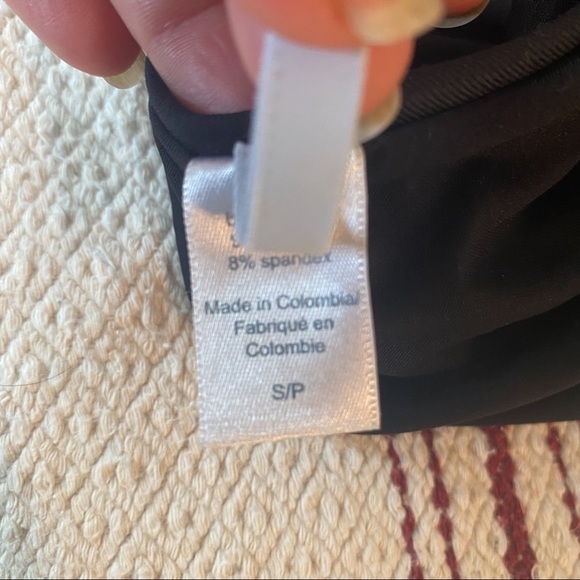 8% spandex
Made in Colombia/
Fabriqué en
Colombie
S/P